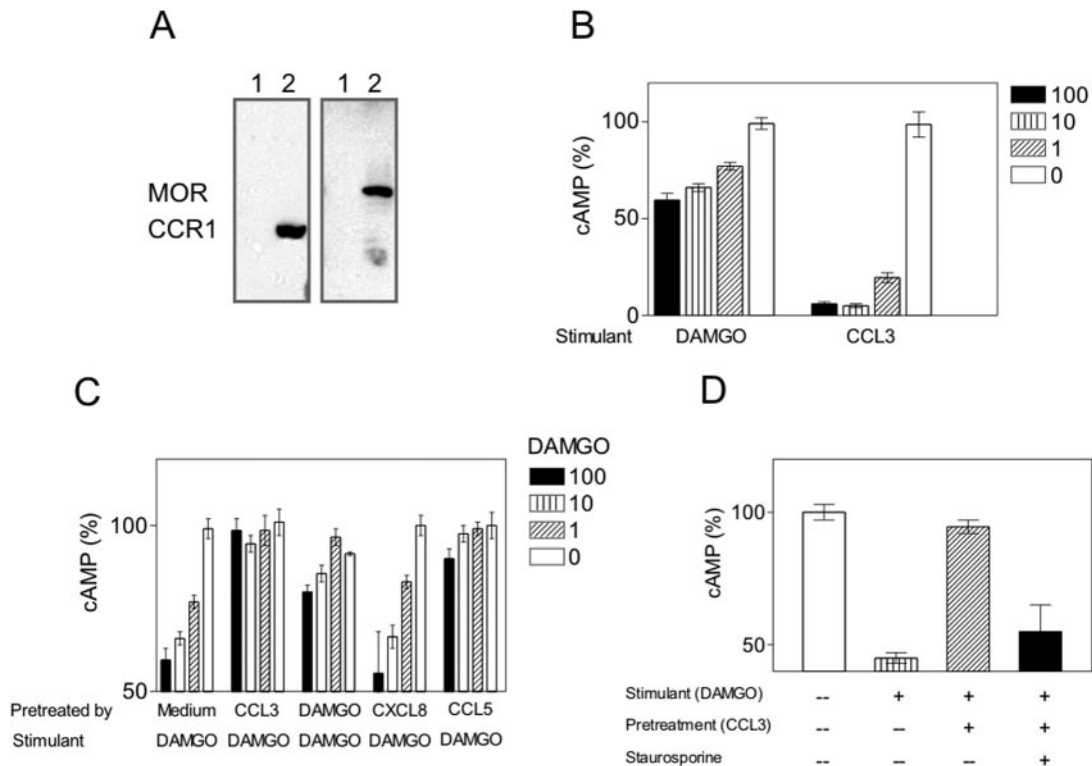 A
1 2 1 2
MOR
CCR1
B
cAMP (%)
100
50
0
Stimulant DAMGO CCL3
100
10
1
0
C
cAMP (%)
100
50
Pretreated by Medium CCL3 DAMGO CXCL8 CCL5
Stimulant DAMGO DAMGO DAMGO DAMGO DAMGO
DAMGO
100
10
1
0
D
cAMP (%)
100
50
Stimulant (DAMGO) -- + + +
Pretreatment (CCL3) -- -- + +
Staurosporine -- -- -- +